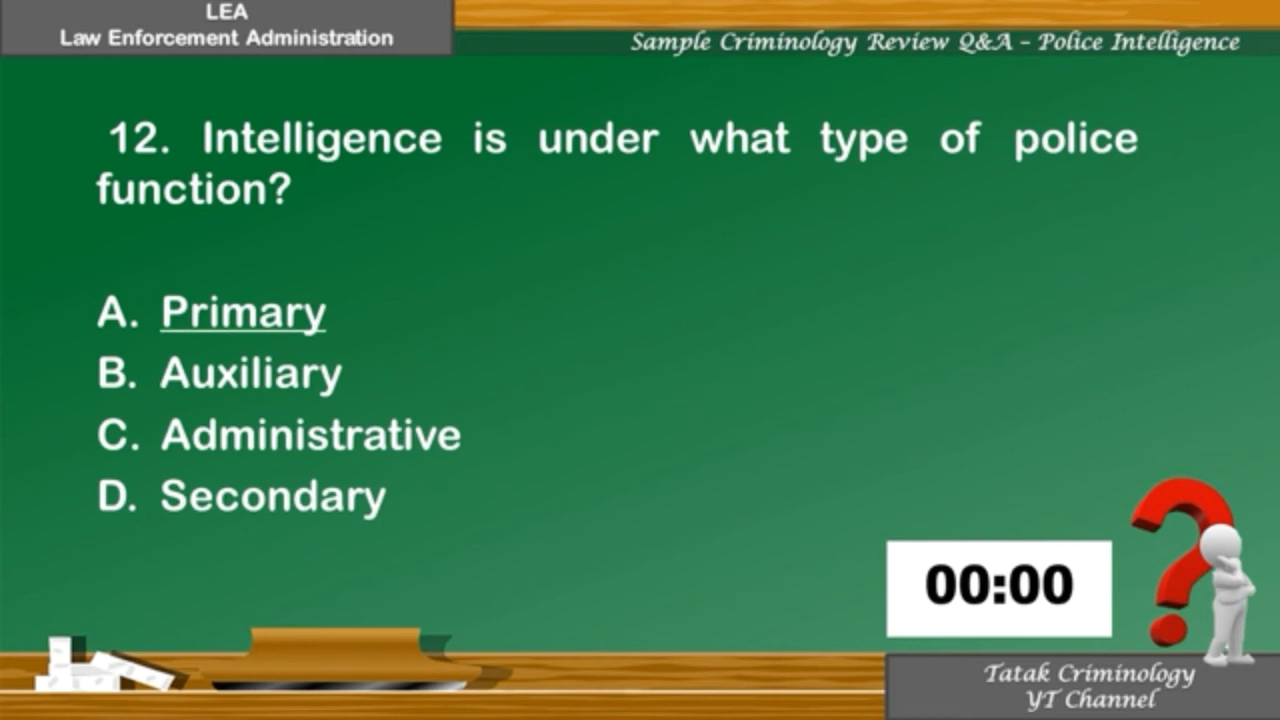 LEA
Law Enforcement Administration
Sample Criminology Review Q&A – Police Intelligence
12. Intelligence is under what type of police
function?
A. Primary
B. Auxiliary
C. Administrative
D. Secondary
00:00
Tatak Criminology
YT Channel